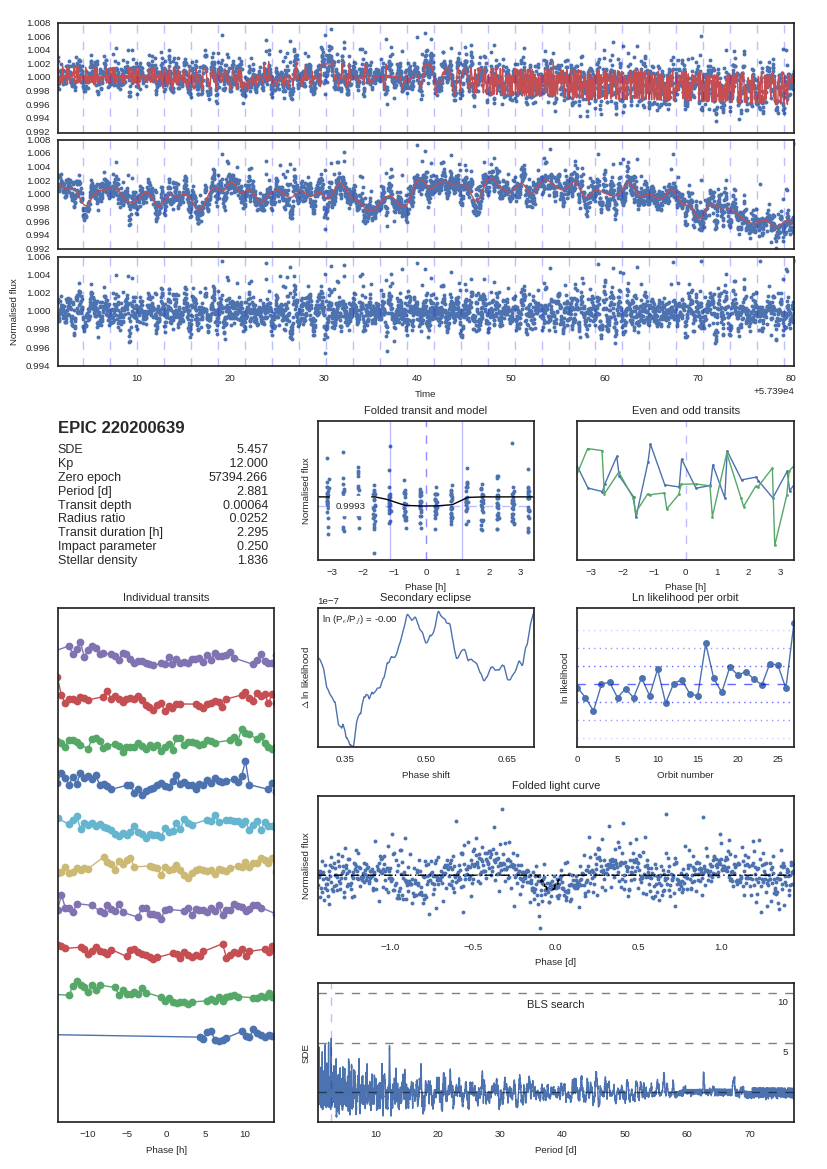 1.008
1.006
1.004
1.002
1.000
0.998
0.996
0.994
0.992
1.008
1.006
1.004
1.002
1.000
0.998
0.996
0.994
0.992
1.006
1.004
1.002
1.000
0.998
0.996
0.994
Normalised flux
10 20 30 40 50 60 70 80
Time
+5.739e4
EPIC 220200639
SDE 5.457
Kp 12.000
Zero epoch 57394.266
Period [d] 2.881
Transit depth 0.00064
Radius ratio 0.0252
Transit duration [h] 2.295
Impact parameter 0.250
Stellar density 1.836
Folded transit and model
Normalised flux
0.9993
−3 −2 −1 0 1 2 3
Phase [h]
Even and odd transits
−3 −2 −1 0 1 2 3
Phase [h]
Individual transits
−10 −5 0 5 10
Phase [h]
Secondary eclipse
1e−7
Δ ln likelihood
0.35 0.50 0.65
Phase shift
Ln likelihood per orbit
ln likelihood
0 5 10 15 20 25
Orbit number
Folded light curve
Normalised flux
−1.0 −0.5 0.0 0.5 1.0
Phase [d]
BLS search
10
5
SDE
10 20 30 40 50 60 70
Period [d]